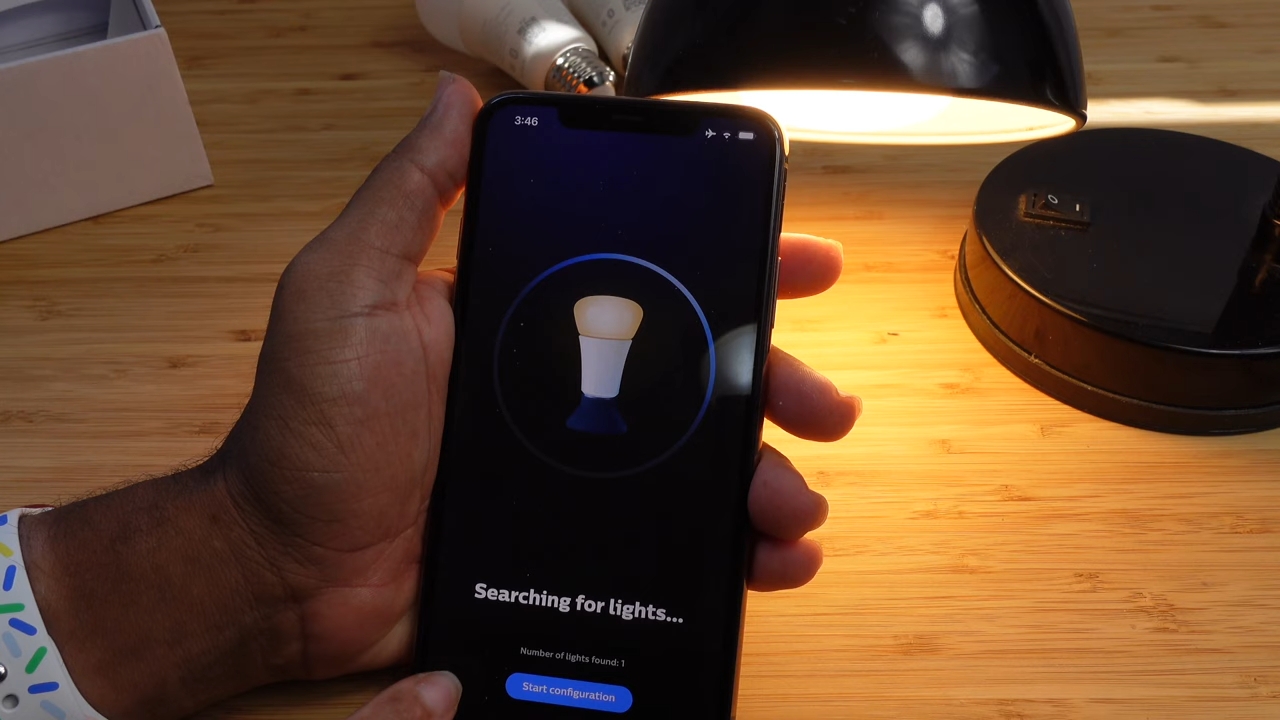 3:46
O I
Searching for lights...
Number of lights found: 1
Start configuration